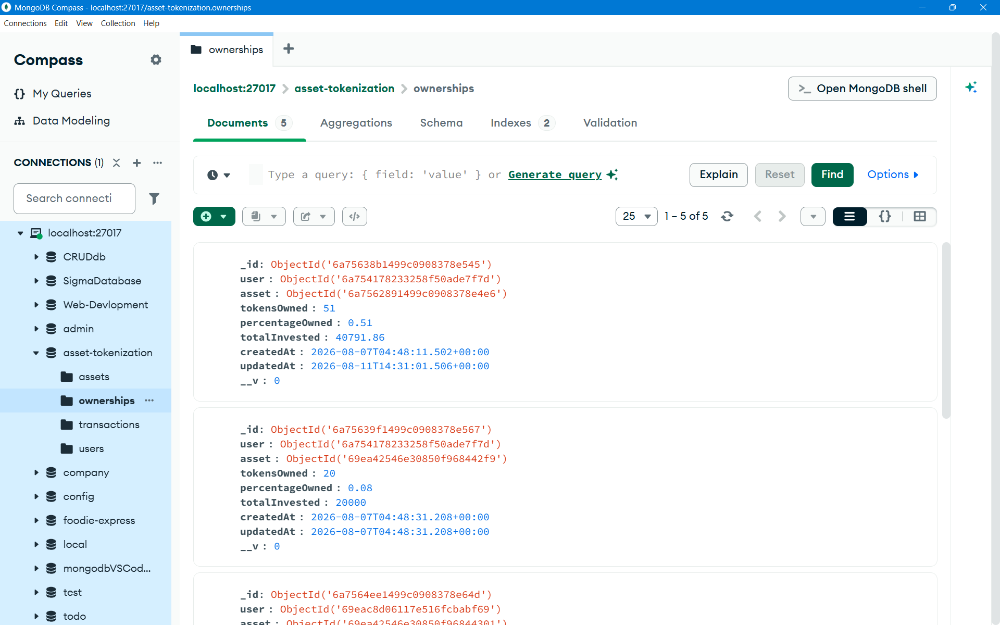 MongoDB Compass - localhost:27017/asset-tokenization.ownerships
Connections Edit View Collection Help
Compass
My Queries
Data Modeling
CONNECTIONS (1)
Search connecti
localhost:27017
CRUDdb
SigmaDatabase
Web-Devlopment
admin
asset-tokenization
assets
ownerships
transactions
users
company
config
foodie-express
local
mongodbVSCod...
test
todo
ownerships
localhost:27017 > asset-tokenization > ownerships
Open MongoDB shell
Documents 5 Aggregations Schema Indexes 2 Validation
Type a query: { field: 'value' } or Generate query
Explain Reset Find Options
25 1 – 5 of 5
_id: ObjectId('6a75638b1499c0908378e545')
user : ObjectId('6a754178233258f50ade7f7d')
asset : ObjectId('6a7562891499c0908378e4e6')
tokensOwned : 51
percentageOwned : 0.51
totalInvested : 40791.86
createdAt : 2026-08-07T04:48:11.502+00:00
updatedAt : 2026-08-11T14:31:01.506+00:00
__v : 0
_id: ObjectId('6a75639f1499c0908378e567')
user : ObjectId('6a754178233258f50ade7f7d')
asset : ObjectId('69ea42546e30850f968442f9')
tokensOwned : 20
percentageOwned : 0.08
totalInvested : 20000
createdAt : 2026-08-07T04:48:31.208+00:00
updatedAt : 2026-08-07T04:48:31.208+00:00
__v : 0
_id: ObjectId('6a7564ee1499c0908378e64d')
user : ObjectId('69eac8d06117e516fcbabf69')
asset : ObjectId('69ea42546e30850f96844301')